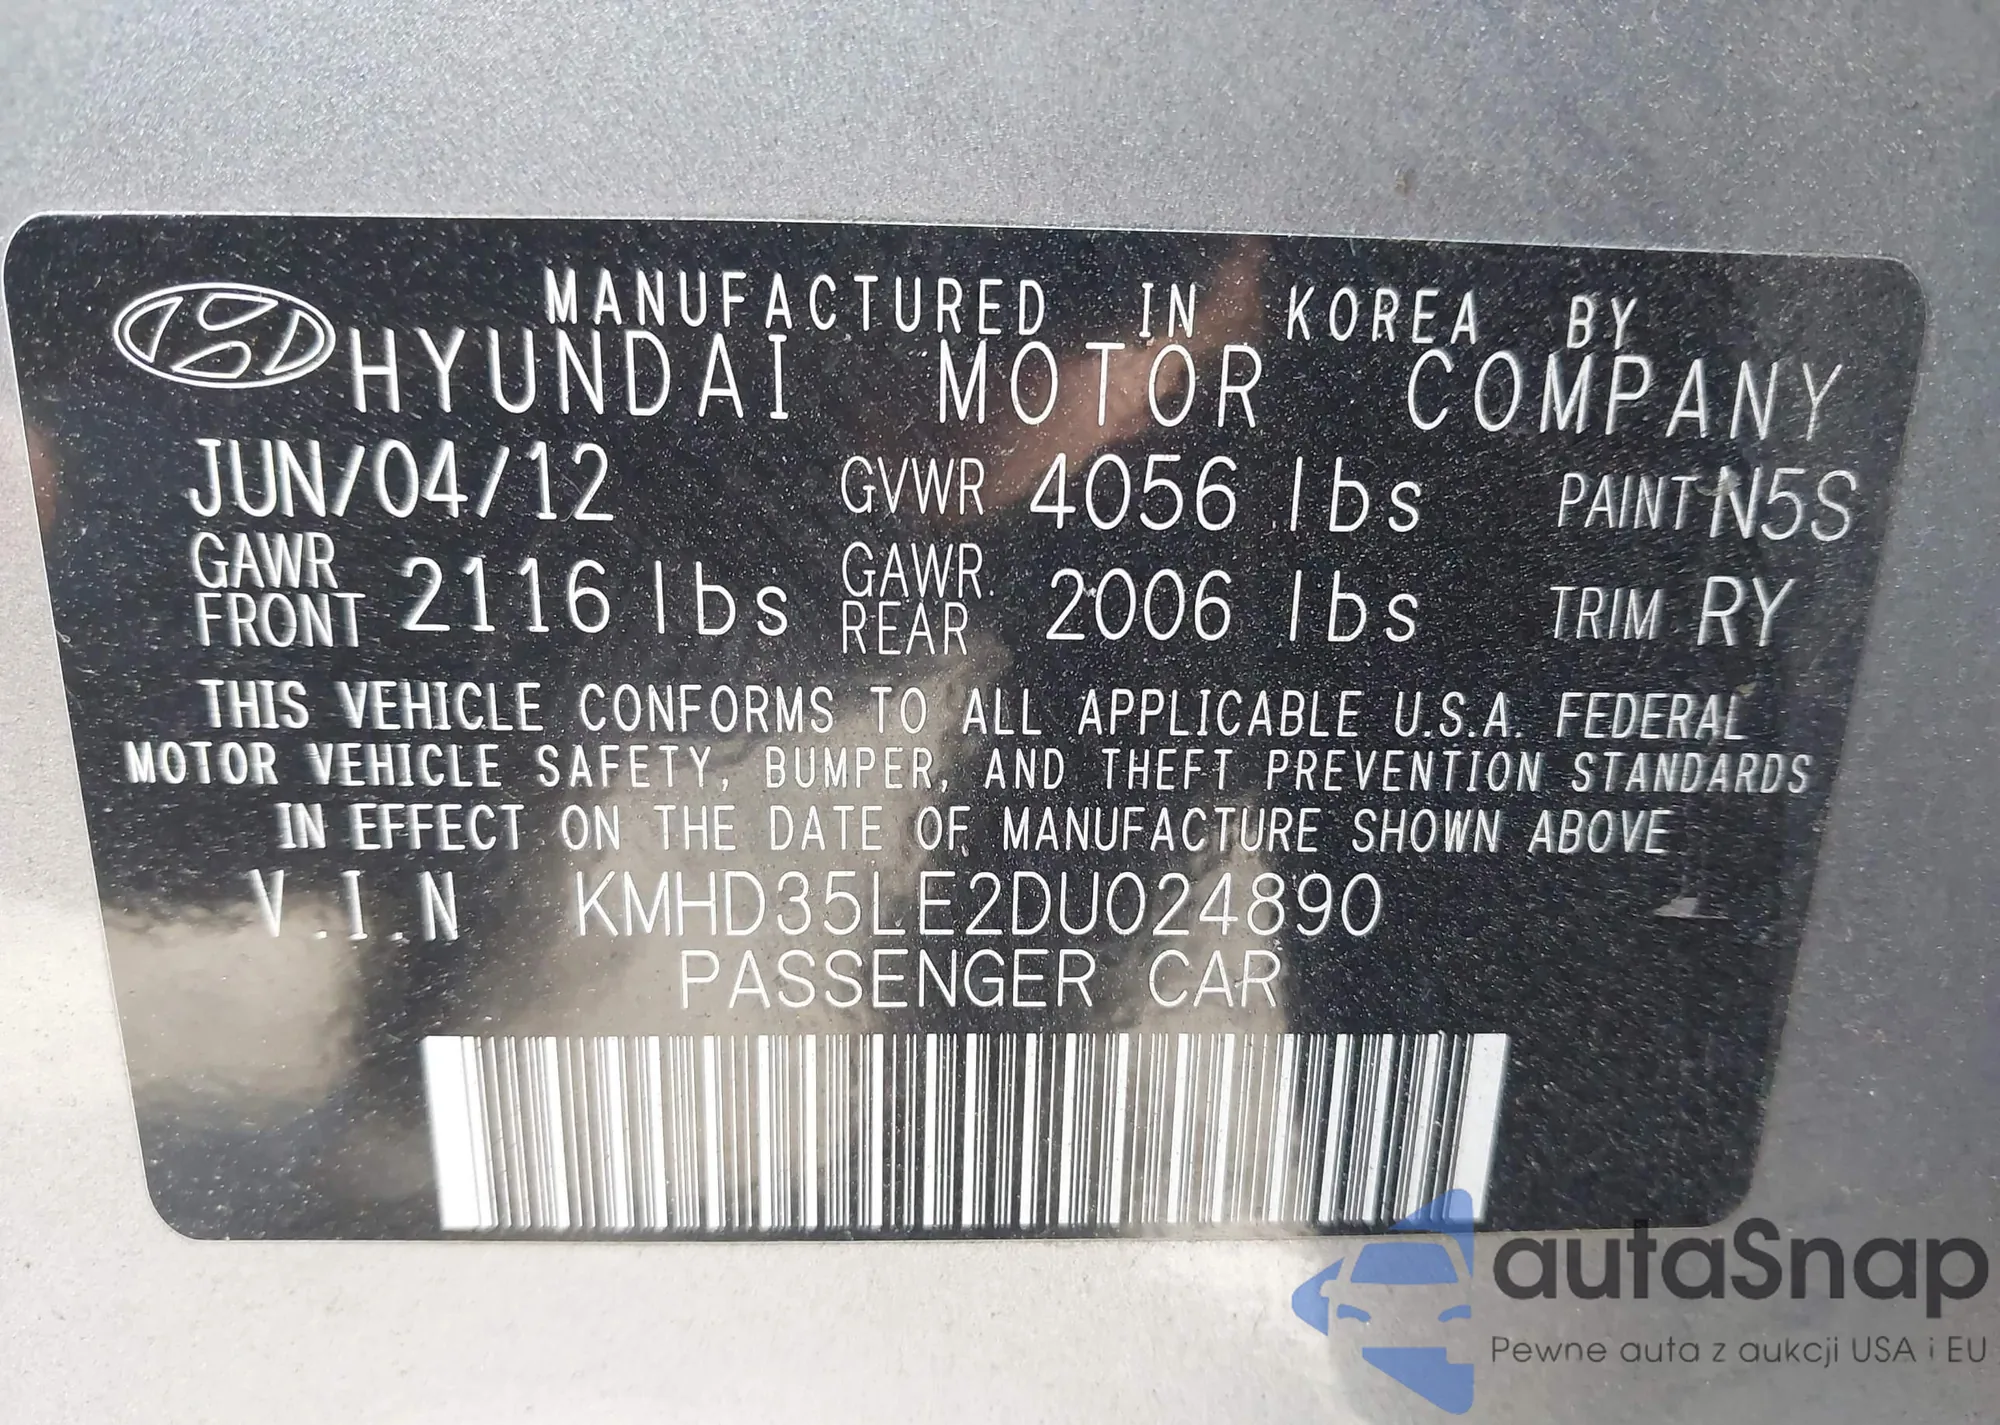 MANUFACTURED IN KOREA BY
HYUNDAI MOTOR COMPANY
JUN/04/12 GVWR 4056 lbs PAINT N5S
GAWR FRONT 2116 lbs GAWR REAR 2006 lbs TRIM RY
THIS VEHICLE CONFORMS TO ALL APPLICABLE U.S.A. FEDERAL
MOTOR VEHICLE SAFETY, BUMPER, AND THEFT PREVENTION STANDARDS
IN EFFECT ON THE DATE OF MANUFACTURE SHOWN ABOVE
V.I.N KMHD35LE2DU024890
PASSENGER CAR
autaSnap
Pewne auta z aukcji USA i EU